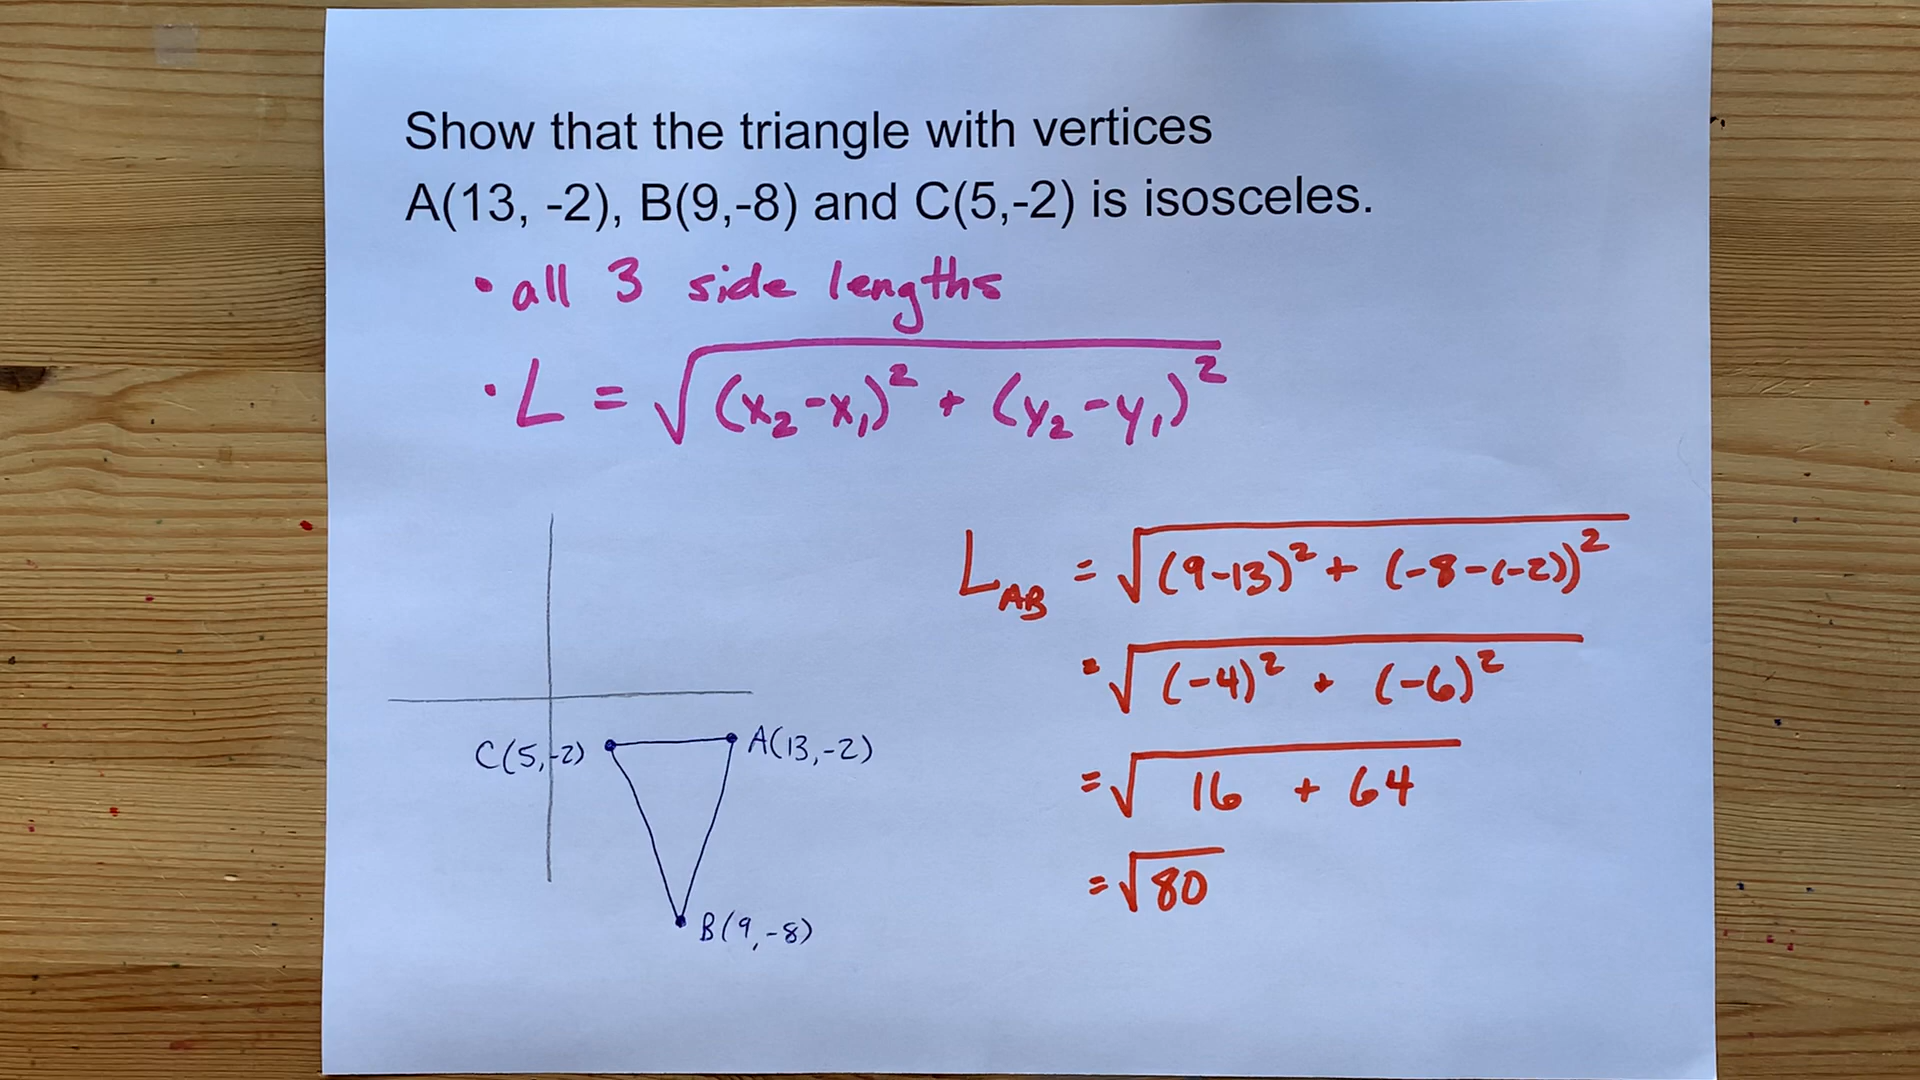 Show that the triangle with vertices
A(13, -2), B(9,-8) and C(5,-2) is isosceles.
• all 3 side lengths
• L = √(x₂-x₁)² + (y₂-y₁)²
L_AB = √(9-13)² + (-8-(-2))²
= √(-4)² + (-6)²
= √16 + 64
= √80
C(5,-2)
A(13,-2)
B(9,-8)